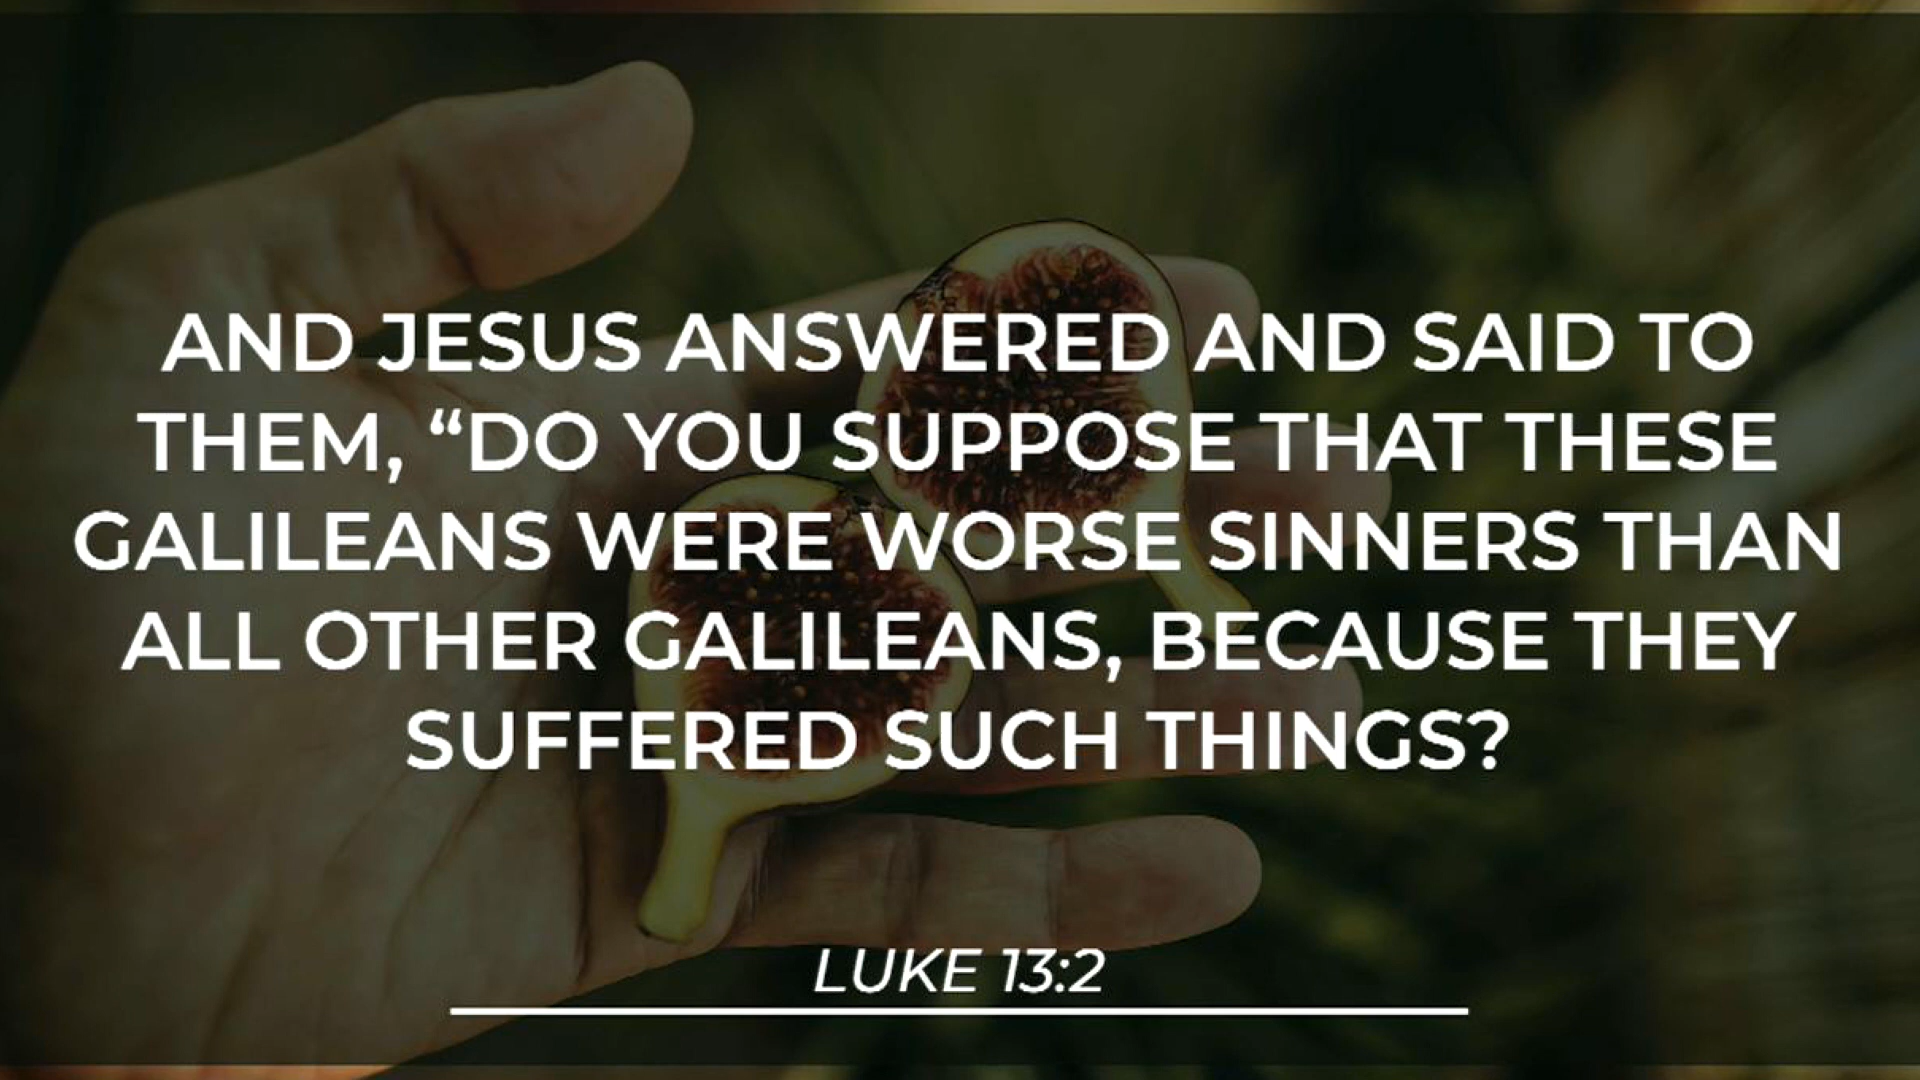 AND JESUS ANSWERED AND SAID TO
THEM, “DO YOU SUPPOSE THAT THESE
GALILEANS WERE WORSE SINNERS THAN
ALL OTHER GALILEANS, BECAUSE THEY
SUFFERED SUCH THINGS?
LUKE 13:2